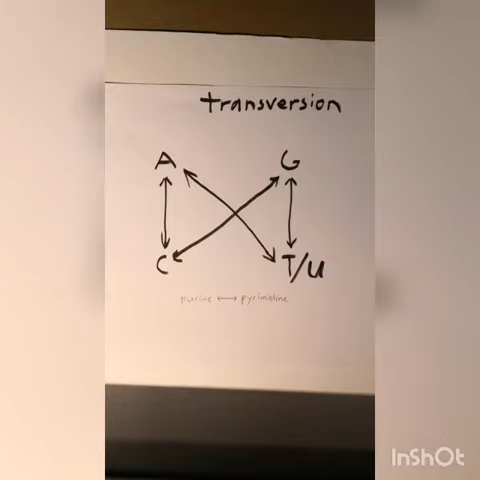 transversion
A G
C T/U
purine ⟷ pyrimidine
InShOt